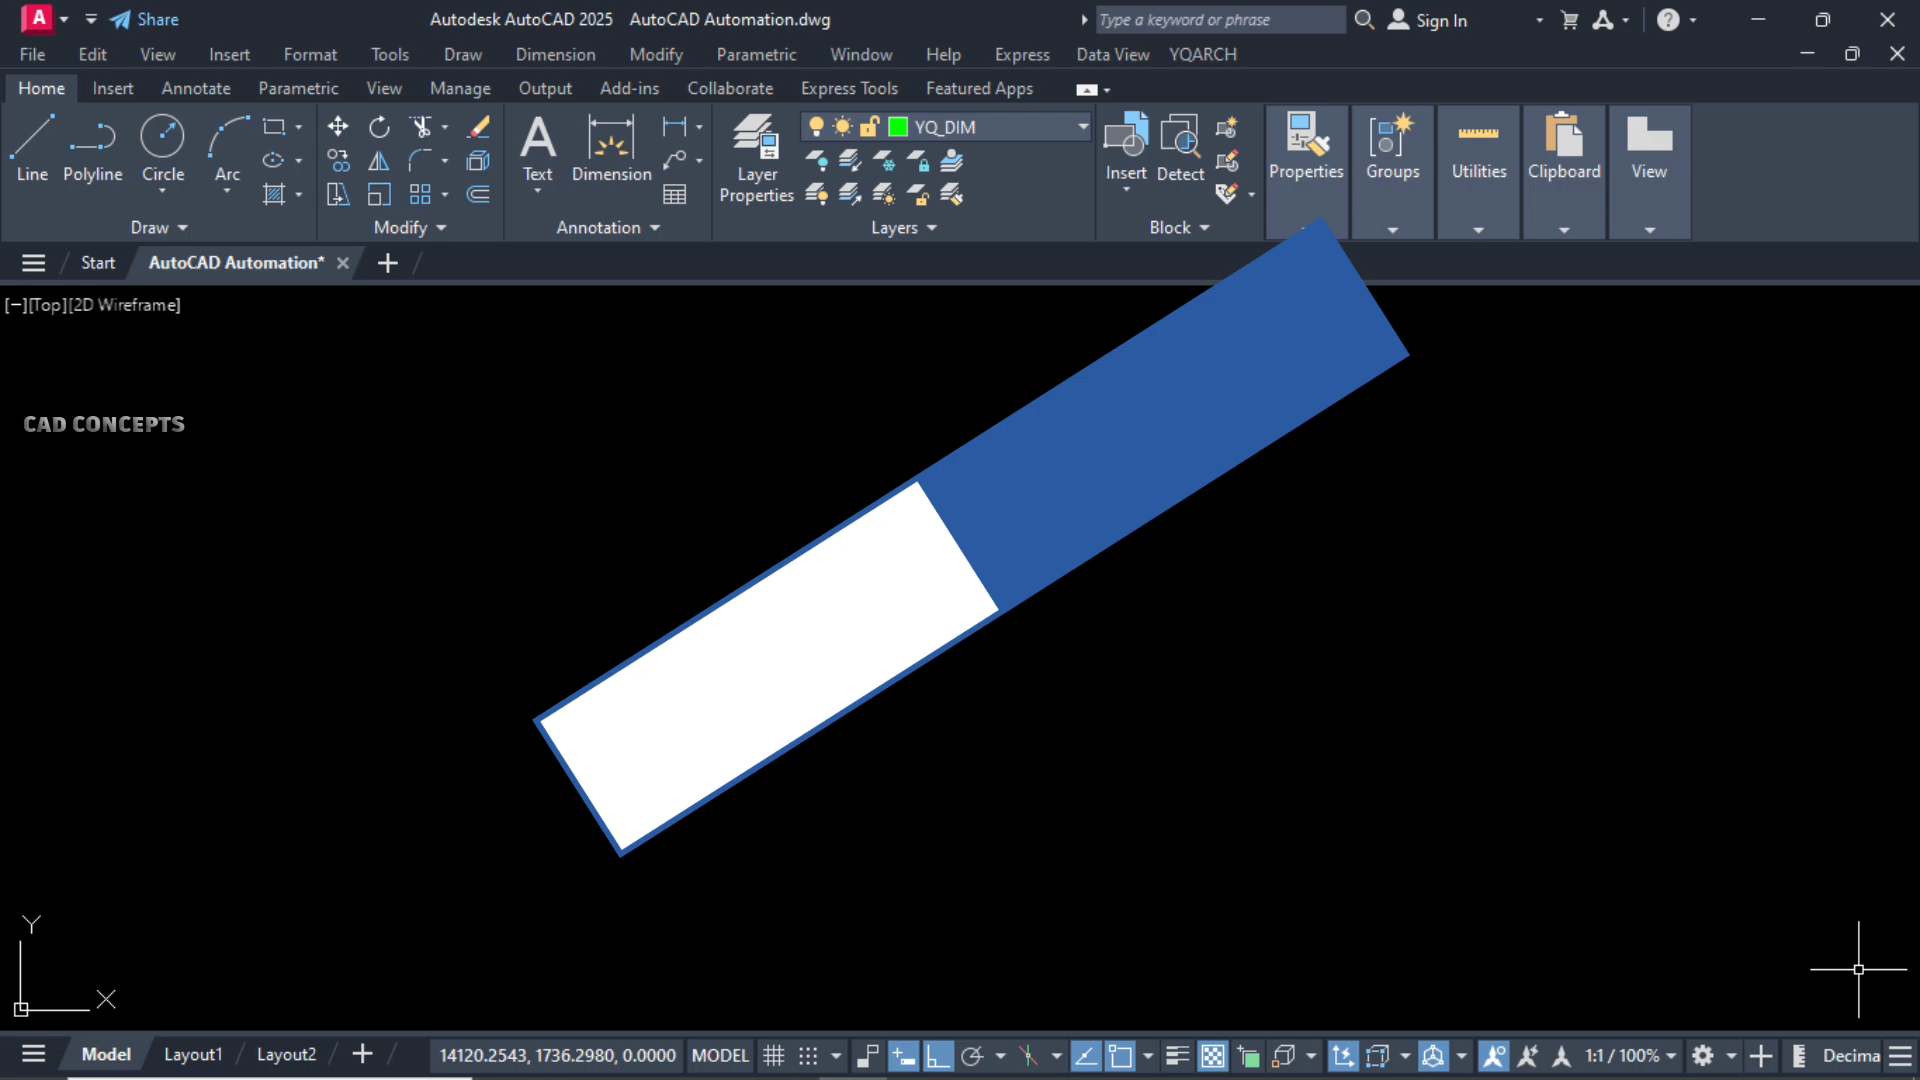 A Share Autodesk AutoCAD 2025 AutoCAD Automation.dwg Type a keyword or phrase Sign In ?
File Edit View Insert Format Tools Draw Dimension Modify Parametric Window Help Express Data View YQARCH
Home Insert Annotate Parametric View Manage Output Add-ins Collaborate Express Tools Featured Apps
YQ_DIM
Line Polyline Circle Arc A Text Dimension Layer Properties Insert Detect Properties Groups Utilities Clipboard View
Draw Modify Annotation Layers Block
Start AutoCAD Automation*
[−][Top][2D Wireframe]
CAD CONCEPTS
Y
X
Model Layout1 Layout2 14120.2543, 1736.2980, 0.0000 MODEL 1:1 / 100% Decima